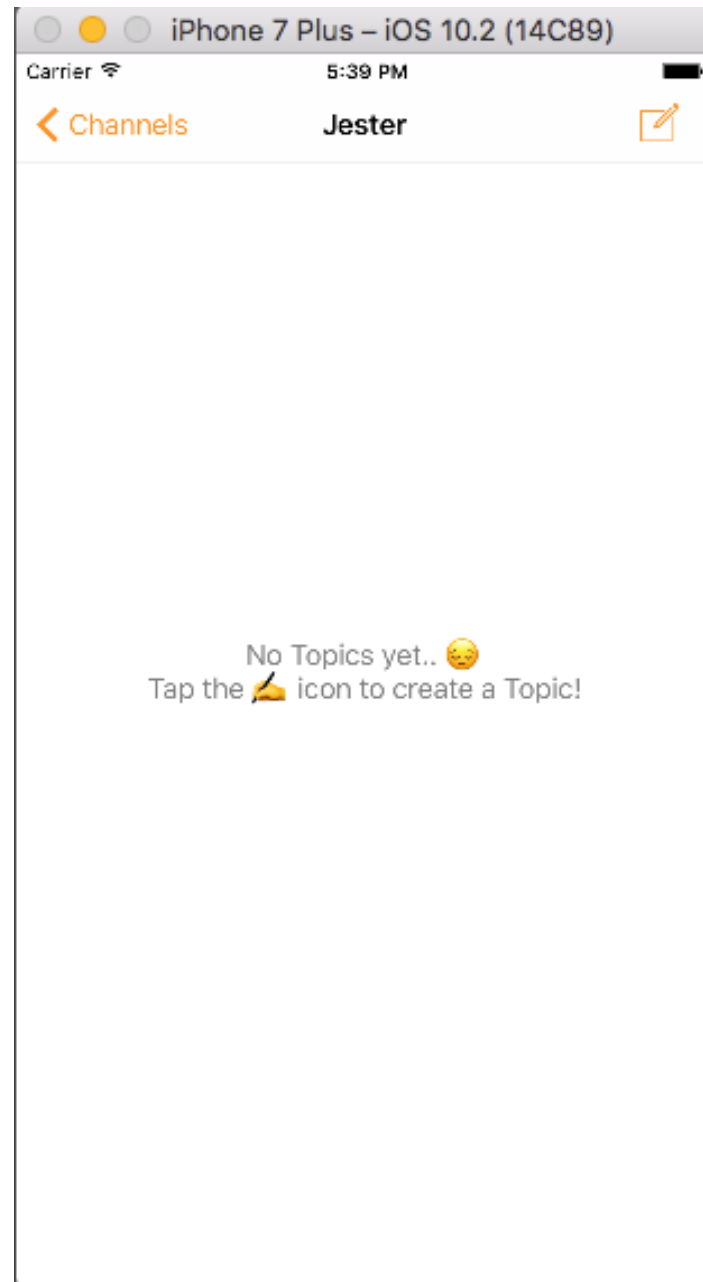 iPhone 7 Plus – iOS 10.2 (14C89)
Carrier 5:39 PM
Channels Jester
No Topics yet.. 😔
Tap the ✍️ icon to create a Topic!